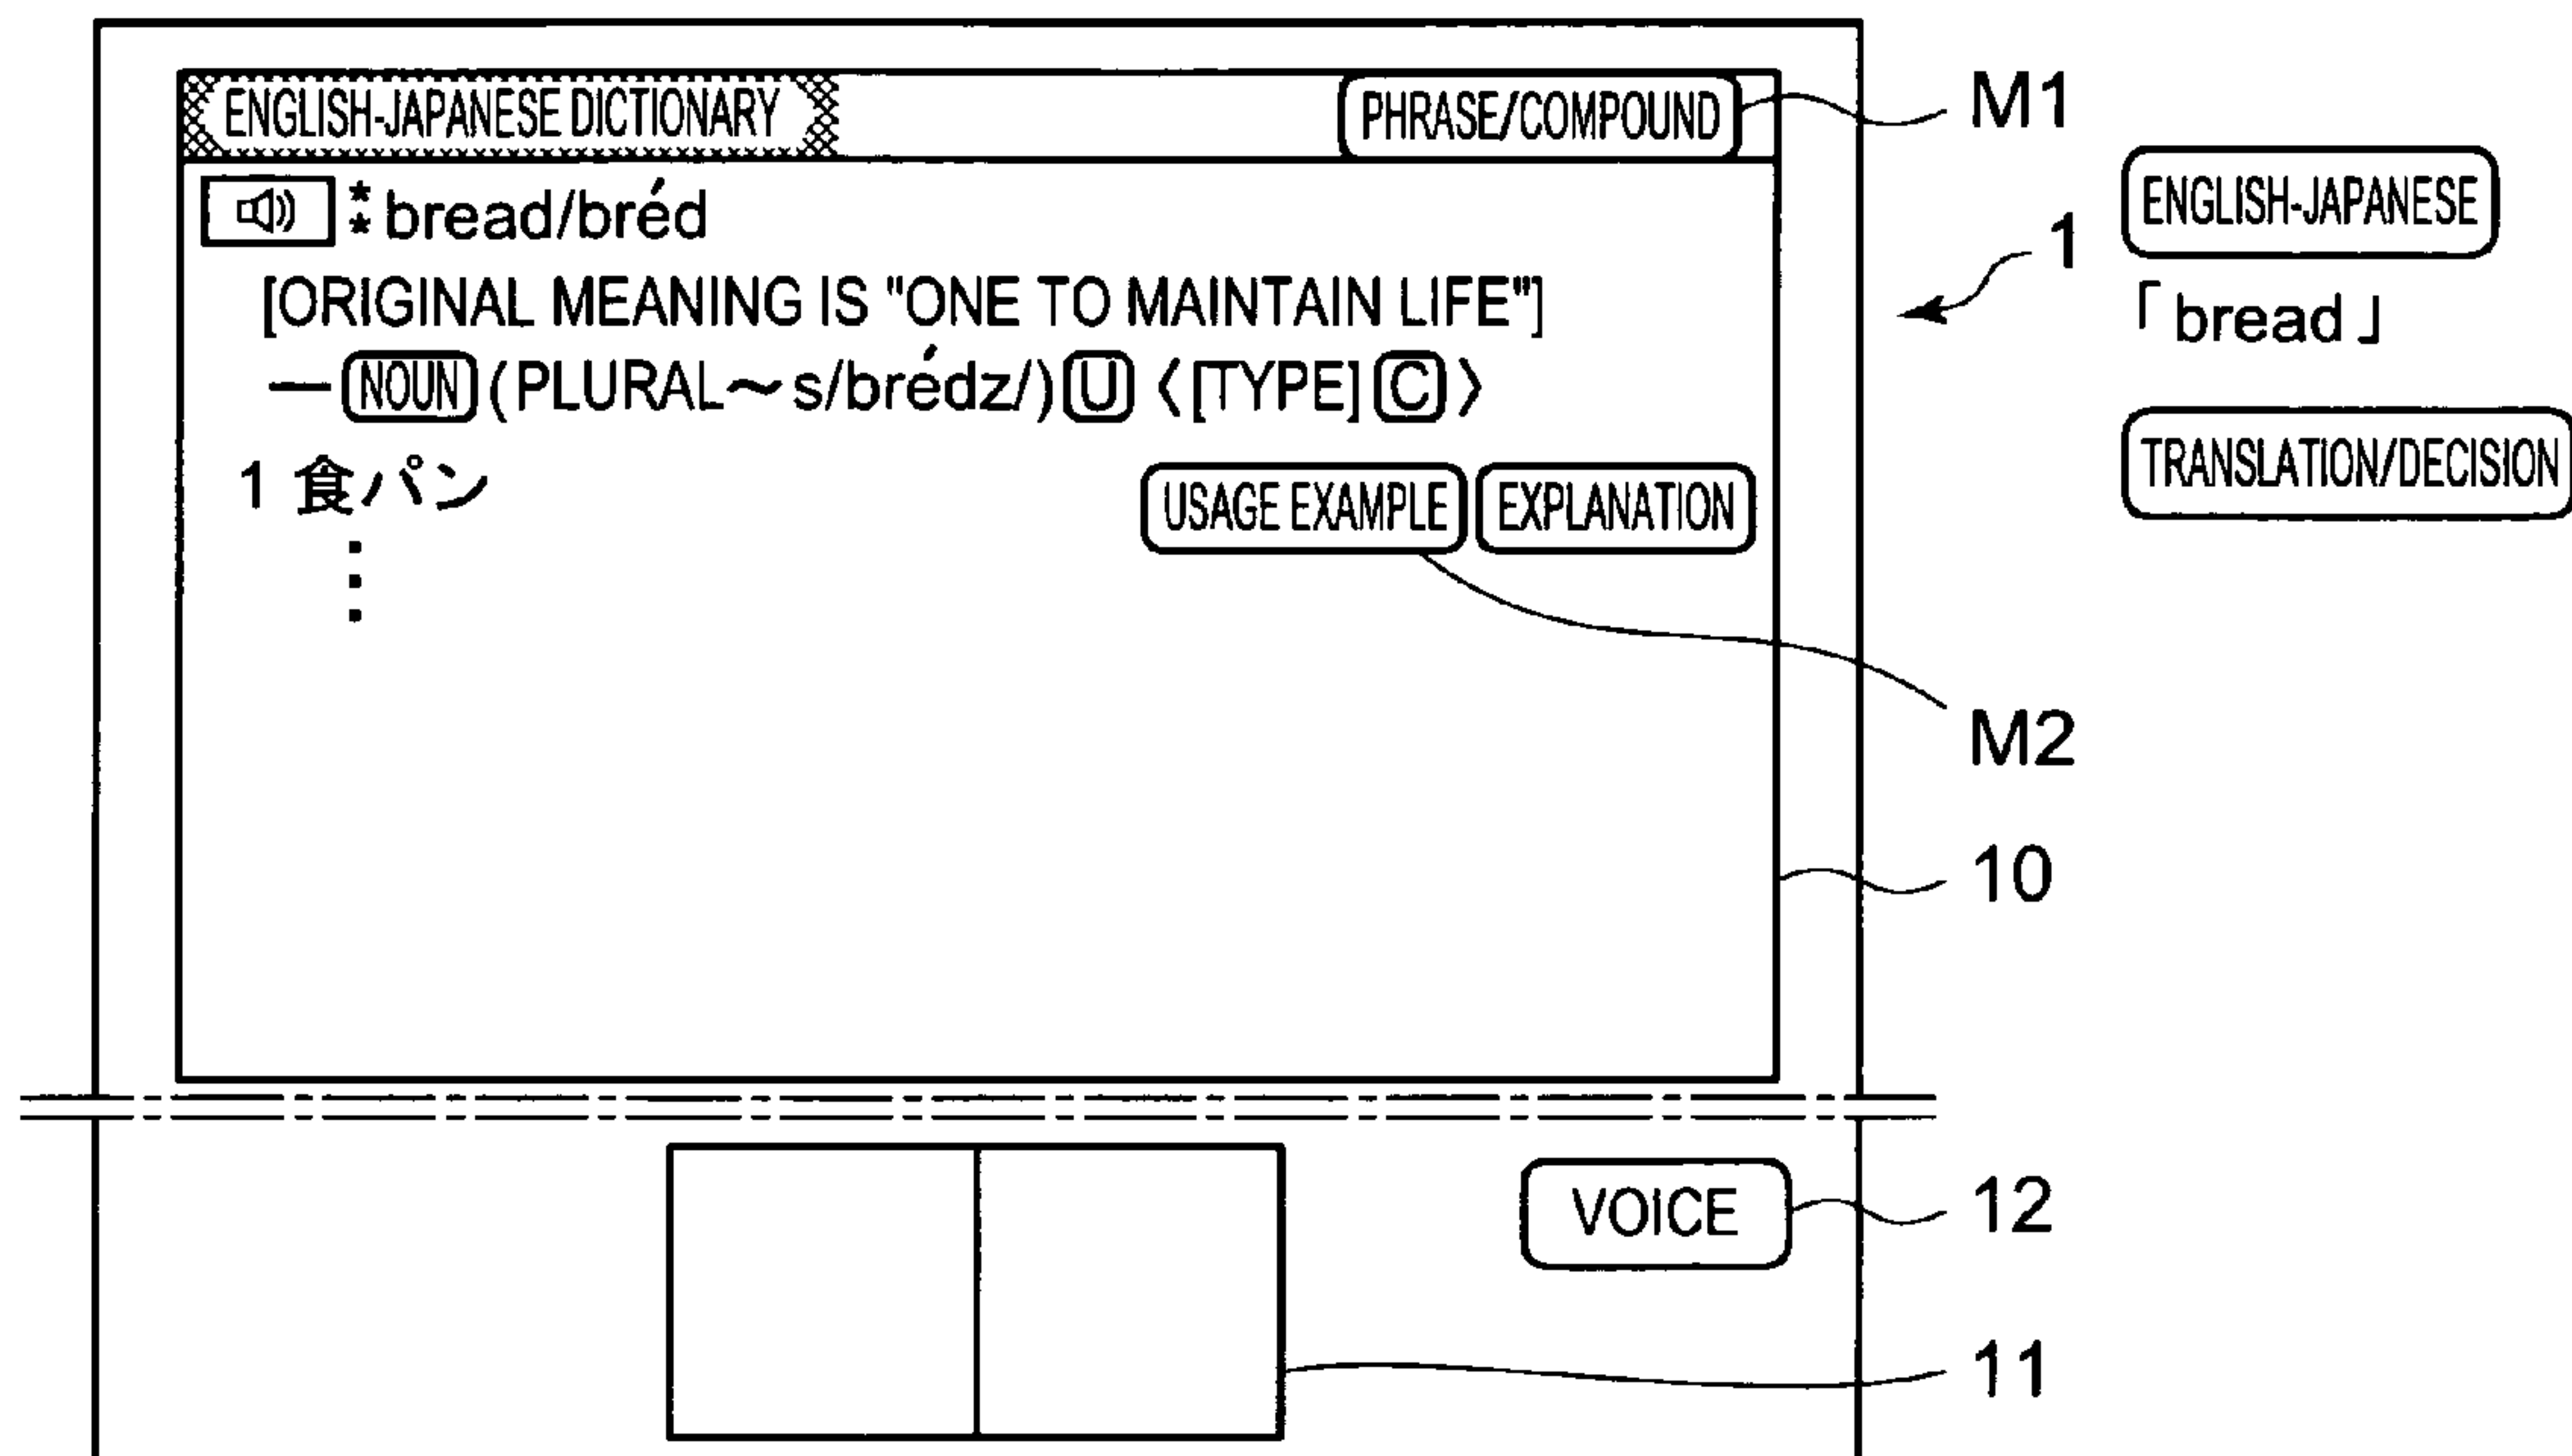 ENGLISH-JAPANESE DICTIONARY PHRASE/COMPOUND M1
⁑bread/bréd
1 ENGLISH-JAPANESE
[ORIGINAL MEANING IS "ONE TO MAINTAIN LIFE"]
「bread」
— NOUN (PLURAL～s/brédz/) U 〈[TYPE] C〉
1 食パン
USAGE EXAMPLE EXPLANATION
TRANSLATION/DECISION
M2
10
VOICE 12
11